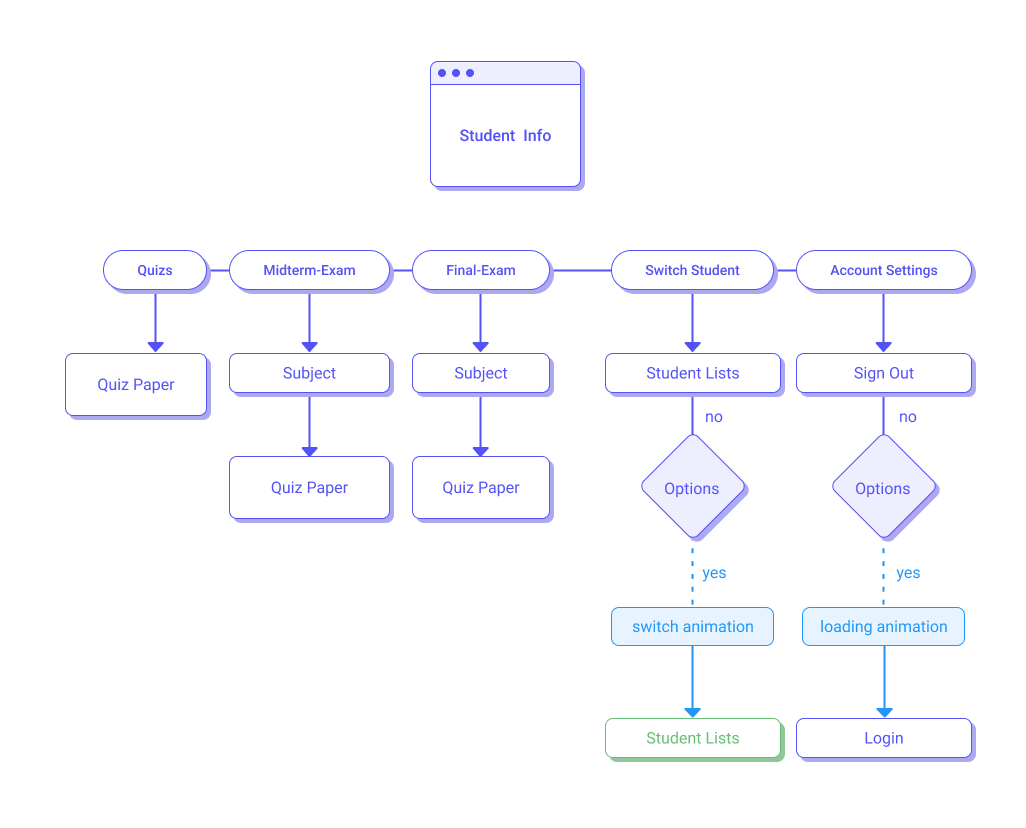 Student Info
Quizs
Midterm-Exam
Final-Exam
Switch Student
Account Settings
Quiz Paper
Subject
Subject
Student Lists
Sign Out
no
no
Quiz Paper
Quiz Paper
Options
Options
yes
yes
switch animation
loading animation
Student Lists
Login